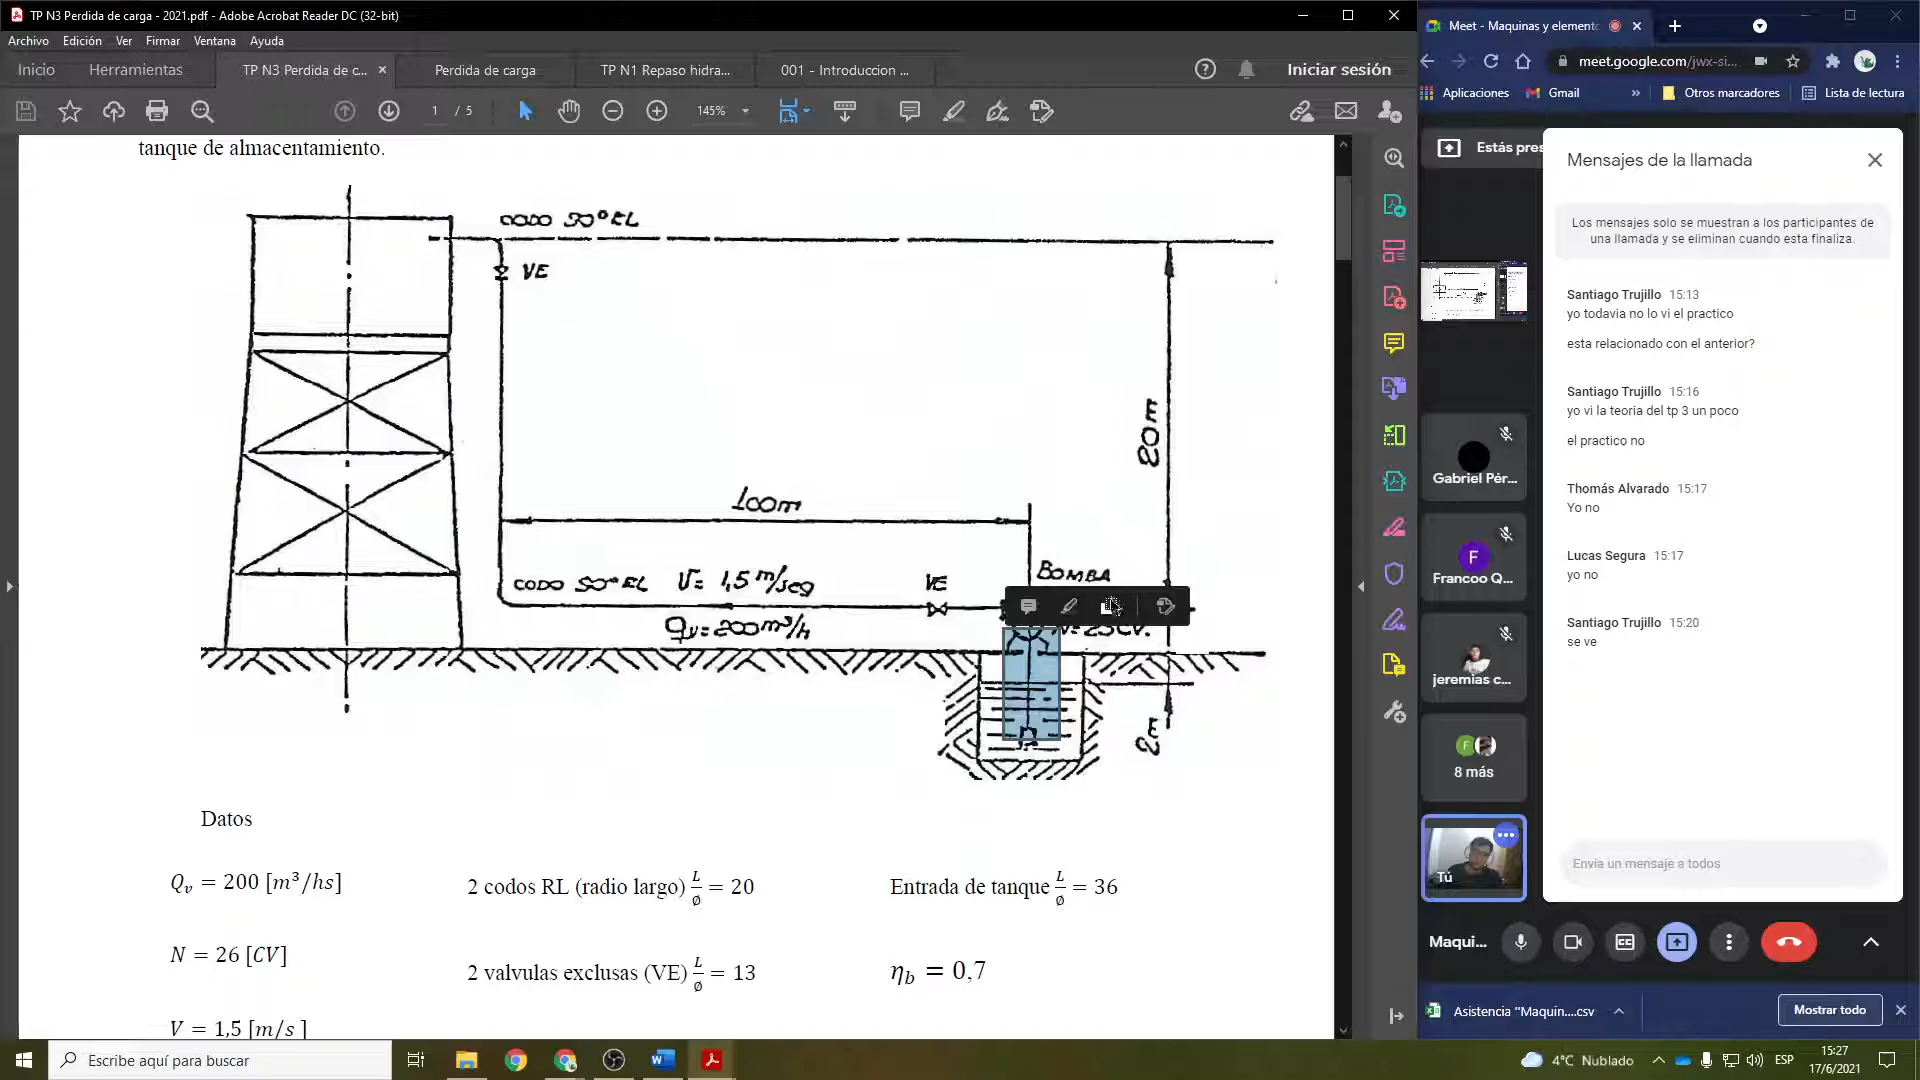 TP N3 Perdida de carga - 2021.pdf - Adobe Acrobat Reader DC (32-bit)
Archivo Edición Ver Firmar Ventana Ayuda
Inicio Herramientas TP N3 Perdida de c... Perdida de carga TP N1 Repaso hidra... 001 - Introduccion ... Iniciar sesión
1 / 5 145%
tanque de almacentamiento.
CODO 90° RL
VE
20m
100m
BOMBA
CODO 90° RL V= 1,5 m/seg VE
Qv=200m³/h
2m
Datos
Qv = 200 [m³/hs] 2 codos RL (radio largo) L/ø = 20 Entrada de tanque L/ø = 36
N = 26 [CV] 2 valvulas exclusas (VE) L/ø = 13 ηb = 0,7
V = 1,5 [m/s ]
Meet - Maquinas y element
meet.google.com/jwx-si...
Aplicaciones Gmail » Otros marcadores Lista de lectura
Estás pres
Mensajes de la llamada
Los mensajes solo se muestran a los participantes de
una llamada y se eliminan cuando esta finaliza.
Santiago Trujillo 15:13
yo todavia no lo vi el practico
esta relacionado con el anterior?
Santiago Trujillo 15:16
yo vi la teoria del tp 3 un poco
el practico no
Thomás Alvarado 15:17
Yo no
Lucas Segura 15:17
yo no
Santiago Trujillo 15:20
se ve
Envía un mensaje a todos
Gabriel Pér...
F
Francoo Q...
jeremias c...
F
8 más
Tú
Maqui...
Asistencia "Maquin....csv
Mostrar todo
Escribe aquí para buscar
4°C Nublado
ESP
15:27
17/6/2021